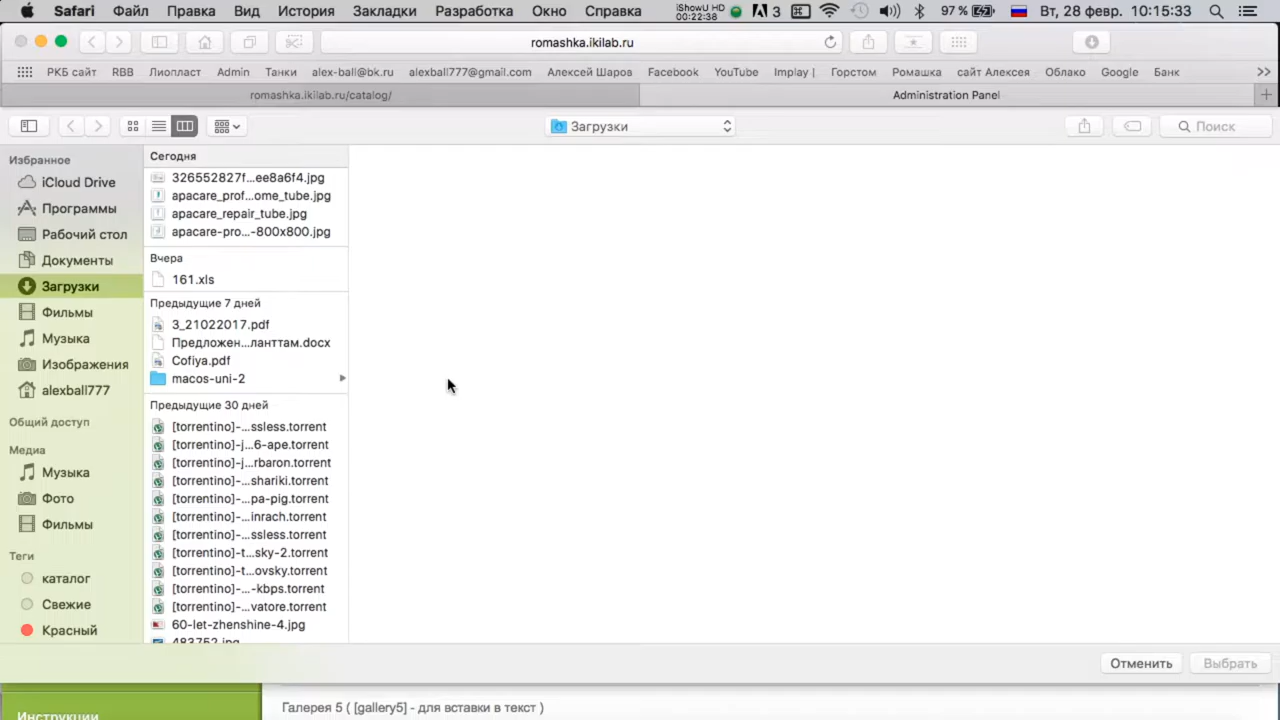 Safari Файл Правка Вид История Закладки Разработка Окно Справка iShowU HD 00:22:38 3 97 % Вт, 28 февр. 10:15:33
romashka.ikilab.ru
РКБ сайт RBB Лиопласт Admin Танки alex-ball@bk.ru alexball777@gmail.com Алексей Шаров Facebook YouTube Implay | Горстом Ромашка сайт Алексея Облако Google Банк >>
romashka.ikilab.ru/catalog/ Administration Panel
Загрузки Поиск
Избранное
iCloud Drive
Программы
Рабочий стол
Документы
Загрузки
Фильмы
Музыка
Изображения
alexball777
Общий доступ
Медиа
Музыка
Фото
Фильмы
Теги
каталог
Свежие
Красный
Сегодня
326552827f...ee8a6f4.jpg
apacare_prof...ome_tube.jpg
apacare_repair_tube.jpg
apacare-pro...-800x800.jpg
Вчера
161.xls
Предыдущие 7 дней
3_21022017.pdf
Предложен...ланттам.docx
Cofiya.pdf
macos-uni-2
Предыдущие 30 дней
[torrentino]-...ssless.torrent
[torrentino]-j...6-ape.torrent
[torrentino]-j...rbaron.torrent
[torrentino]-...shariki.torrent
[torrentino]-...pa-pig.torrent
[torrentino]-...inrach.torrent
[torrentino]-...ssless.torrent
[torrentino]-t...sky-2.torrent
[torrentino]-t...ovsky.torrent
[torrentino]-...-kbps.torrent
[torrentino]-...vatore.torrent
60-let-zhenshine-4.jpg
483752.jpg
Отменить Выбрать
Инструкции
Галерея 5 ( [gallery5] - для вставки в текст )